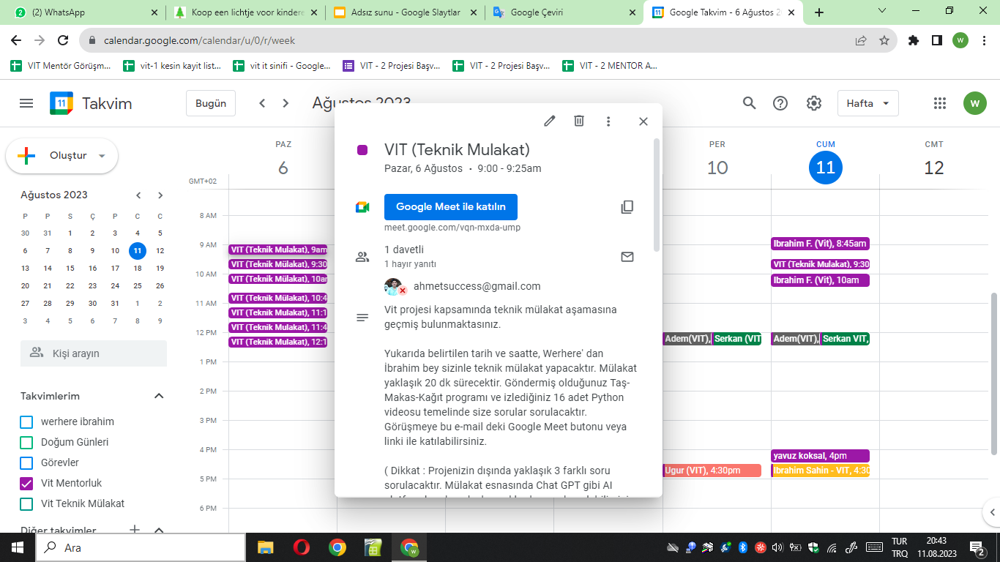 (2) WhatsApp
Koop een lichtje voor kindere
Adsız sunu - Google Slaytlar
Google Çeviri
Google Takvim - 6 Ağustos 2
calendar.google.com/calendar/u/0/r/week
W
VIT Mentör Görüşm...
vit-1 kesin kayit list...
vit it sinifi - Google...
VIT - 2 Projesi Başv...
VIT - 2 Projesi Başv...
VIT - 2 MENTOR A...
11
Takvim
Bugün
Ağustos 2023
Hafta
W
Oluştur
GMT+02
PAZ
6
PER
10
CUM
11
CMT
12
Ağustos 2023
P P S Ç P C C
30 31 1 2 3 4 5
6 7 8 9 10 11 12
13 14 15 16 17 18 19
20 21 22 23 24 25 26
27 28 29 30 31 1 2
3 4 5 6 7 8 9
Kişi arayın
Takvimlerim
werhere ibrahim
Doğum Günleri
Görevler
Vit Mentorluk
Vit Teknik Mülakat
Diğer takvimler
8 AM
9 AM
10 AM
11 AM
12 PM
1 PM
2 PM
3 PM
4 PM
5 PM
6 PM
VIT (Teknik Mulakat), 9am
VIT (Teknik Mulakat), 9:30
VIT (Teknik Mulakat), 10am
VIT (Teknik Mulakat), 10:4
VIT (Teknik Mulakat), 11:1
VIT (Teknik Mulakat), 11:4
VIT (Teknik Mulakat), 12:1
VIT (Teknik Mulakat)
Pazar, 6 Ağustos • 9:00 - 9:25am
Google Meet ile katılın
meet.google.com/vqn-mxda-ump
1 davetli
1 hayır yanıtı
ahmetsuccess@gmail.com
Vit projesi kapsamında teknik mülakat aşamasına
geçmiş bulunmaktasınız.
Yukarıda belirtilen tarih ve saatte, Werhere' dan
İbrahim bey sizinle teknik mülakat yapacaktır. Mülakat
yaklaşık 20 dk sürecektir. Göndermiş olduğunuz Taş-
Makas-Kağıt programı ve izlediğiniz 16 adet Python
videosu temelinde size sorular sorulacaktır.
Görüşmeye bu e-mail deki Google Meet butonu veya
linki ile katılabilirsiniz.
( Dikkat : Projenizin dışında yaklaşık 3 farklı soru
sorulacaktır. Mülakat esnasında Chat GPT gibi AI
Adem(VIT),
Serkan (VIT
Ugur (VIT), 4:30pm
Ibrahim F. (Vit), 8:45am
VIT (Teknik Mulakat), 9:30
Ibrahim F. (Vit), 10am
Adem(VIT),
Serkan VIT,
yavuz koksal, 4pm
Ibrahim Sahin - VIT, 4:30
Ara
TUR
TRQ
20:43
11.08.2023
2